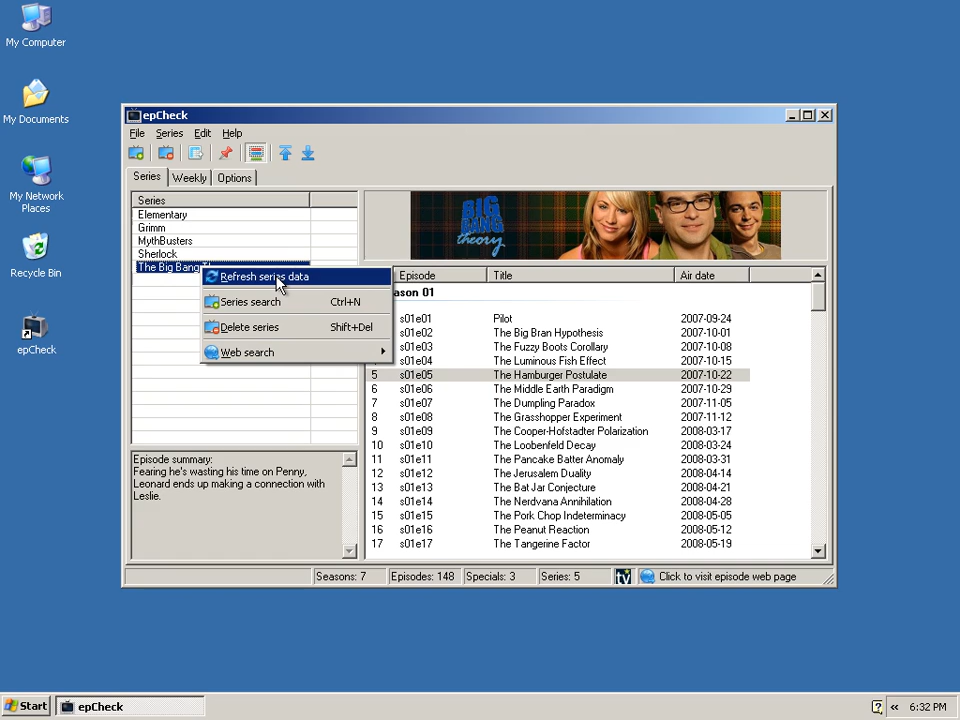 My Computer
My Documents
My Network
Places
Recycle Bin
epCheck
epCheck
File Series Edit Help
Series Weekly Options
Series
Elementary
Grimm
MythBusters
Sherlock
The Big Bang
Refresh series data
Series search Ctrl+N
Delete series Shift+Del
Web search
BIG
BANG
theory
Episode Title Air date
ason 01
s01e01 Pilot 2007-09-24
s01e02 The Big Bran Hypothesis 2007-10-01
s01e03 The Fuzzy Boots Corollary 2007-10-08
s01e04 The Luminous Fish Effect 2007-10-15
5 s01e05 The Hamburger Postulate 2007-10-22
6 s01e06 The Middle Earth Paradigm 2007-10-29
7 s01e07 The Dumpling Paradox 2007-11-05
8 s01e08 The Grasshopper Experiment 2007-11-12
9 s01e09 The Cooper-Hofstadter Polarization 2008-03-17
10 s01e10 The Loobenfeld Decay 2008-03-24
11 s01e11 The Pancake Batter Anomaly 2008-03-31
12 s01e12 The Jerusalem Duality 2008-04-14
13 s01e13 The Bat Jar Conjecture 2008-04-21
14 s01e14 The Nerdvana Annihilation 2008-04-28
15 s01e15 The Pork Chop Indeterminacy 2008-05-05
16 s01e16 The Peanut Reaction 2008-05-12
17 s01e17 The Tangerine Factor 2008-05-19
Episode summary:
Fearing he's wasting his time on Penny,
Leonard ends up making a connection with
Leslie.
Seasons: 7 Episodes: 148 Specials: 3 Series: 5 tv Click to visit episode web page
Start epCheck 6:32 PM